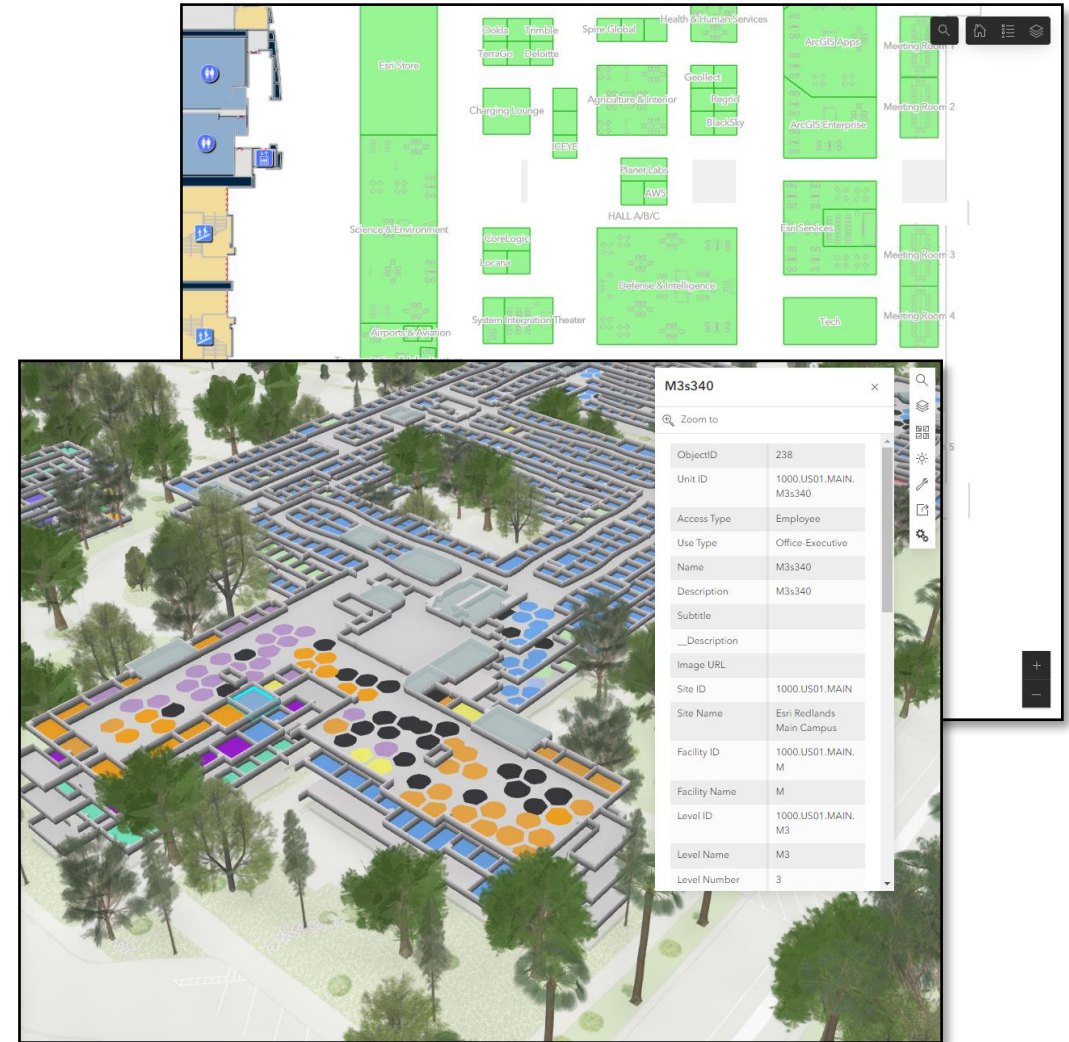 Health & Human Services
Ookla
Trimble
Spire Global
TerraGo
Deloitte
ArcGIS Apps
Meeting Room 1
Esri Store
Geollect
Charging Lounge
Agriculture & Interior
Regrid
Meeting Room 2
BlackSky
ArcGIS Enterprise
ICEYE
Planet Labs
AWS
HALL A/B/C
Science & Environment
CoreLogic
Esri Services
Locana
Meeting Room 3
Defense & Intelligence
System Integration Theater
Tech
Meeting Room 4
Airports & Aviation
5
M3s340
Zoom to
ObjectID 238
Unit ID 1000.US01.MAIN.
M3s340
Access Type Employee
Use Type Office-Executive
Name M3s340
Description M3s340
Subtitle
__Description
Image URL
Site ID 1000.US01.MAIN
Site Name Esri Redlands
Main Campus
Facility ID 1000.US01.MAIN.
M
Facility Name M
Level ID 1000.US01.MAIN.
M3
Level Name M3
Level Number 3